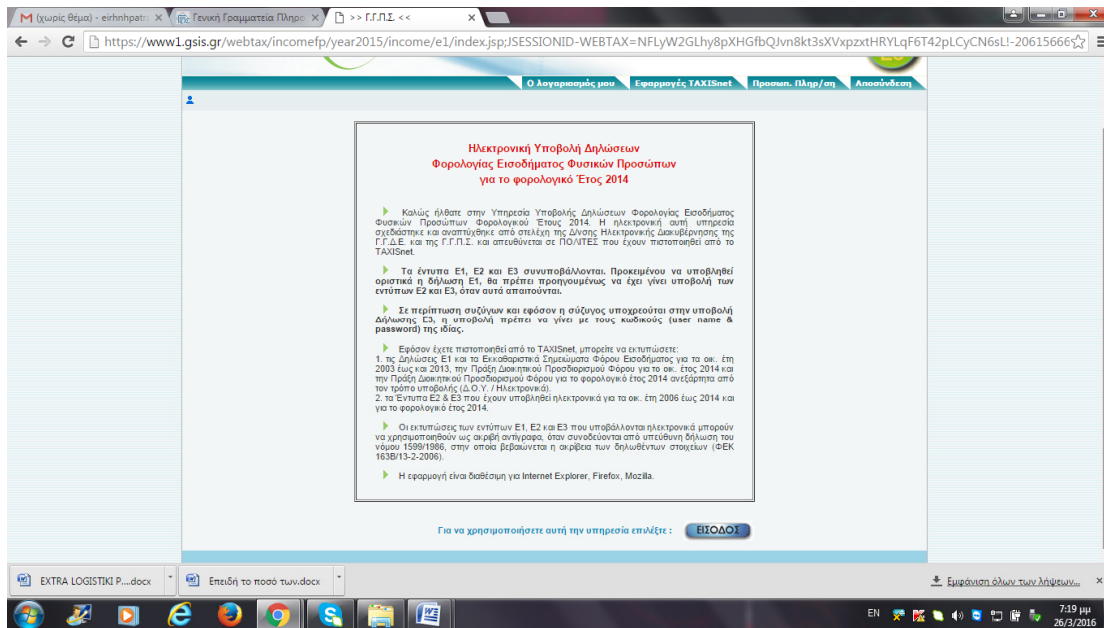 (χωρίς θέμα) - eirhnhpatra
Γενική Γραμματεία Πληρο
>> Γ.Γ.Π.Σ. <<
https://www1.gsis.gr/webtax/incomefp/year2015/income/e1/index.jsp;JSESSIONID-WEBTAX=NFLyW2GLhy8pXHGfbQJvn8kt3sXVxpzxtHRYLqF6T42pLCyCN6sL!-20615666
Ο λογαριασμός μου Εφαρμογές TAXISnet Προσωπ. Πληρ/ση Αποσύνδεση
Ηλεκτρονική Υποβολή Δηλώσεων
Φορολογίας Εισοδήματος Φυσικών Προσώπων
για το φορολογικό Έτος 2014
Καλώς ήλθατε στην Υπηρεσία Υποβολής Δηλώσεων Φορολογίας Εισοδήματος
Φυσικών Προσώπων Φορολογικού Έτους 2014. Η ηλεκτρονική αυτή υπηρεσία
σχεδιάστηκε και αναπτύχθηκε από στελέχη της Δ/νσης Ηλεκτρονικής Διακυβέρνησης της
Γ.Γ.Δ.Ε. και της Γ.Γ.Π.Σ. και απευθύνεται σε ΠΟΛΙΤΕΣ που έχουν πιστοποιηθεί από το
TAXISnet.
Τα έντυπα Ε1, Ε2 και Ε3 συνυποβάλλονται. Προκειμένου να υποβληθεί
οριστικά η δήλωση Ε1, θα πρέπει προηγουμένως να έχει γίνει υποβολή των
εντύπων Ε2 και Ε3, όταν αυτά απαιτούνται.
Σε περίπτωση συζύγων και εφόσον η σύζυγος υποχρεούται στην υποβολή
Δήλωσης Ε3, η υποβολή πρέπει να γίνει με τους κωδικούς (user name &
password) της ιδίας.
Εφόσον έχετε πιστοποιηθεί από το TAXISnet, μπορείτε να εκτυπώσετε:
1. τις Δηλώσεις Ε1 και τα Εκκαθαριστικά Σημειώματα Φόρου Εισοδήματος για τα οικ. έτη
2003 έως και 2013, την Πράξη Διοικητικού Προσδιορισμού Φόρου για το οικ. έτος 2014 και
την Πράξη Διοικητικού Προσδιορισμού Φόρου για το φορολογικό έτος 2014 ανεξάρτητα από
τον τρόπο υποβολής (Δ.Ο.Υ. / Ηλεκτρονικά).
2. τα Έντυπα Ε2 & Ε3 που έχουν υποβληθεί ηλεκτρονικά για τα οικ. έτη 2006 έως 2014 και
για το φορολογικό έτος 2014.
Οι εκτυπώσεις των εντύπων Ε1, Ε2 και Ε3 που υποβάλλονται ηλεκτρονικά μπορούν
να χρησιμοποιηθούν ως ακριβή αντίγραφα, όταν συνοδεύονται από υπεύθυνη δήλωση του
νόμου 1599/1986, στην οποία βεβαιώνεται η ακρίβεια των δηλωθέντων στοιχείων (ΦΕΚ
163Β/13-2-2006).
Η εφαρμογή είναι διαθέσιμη για Internet Explorer, Firefox, Mozilla.
Για να χρησιμοποιήσετε αυτή την υπηρεσία επιλέξτε : ΕΙΣΟΔΟΣ
EXTRA LOGISTIKI P....docx
Επειδή το ποσό των.docx
Εμφάνιση όλων των λήψεων...
EN
7:19 μμ
26/3/2016